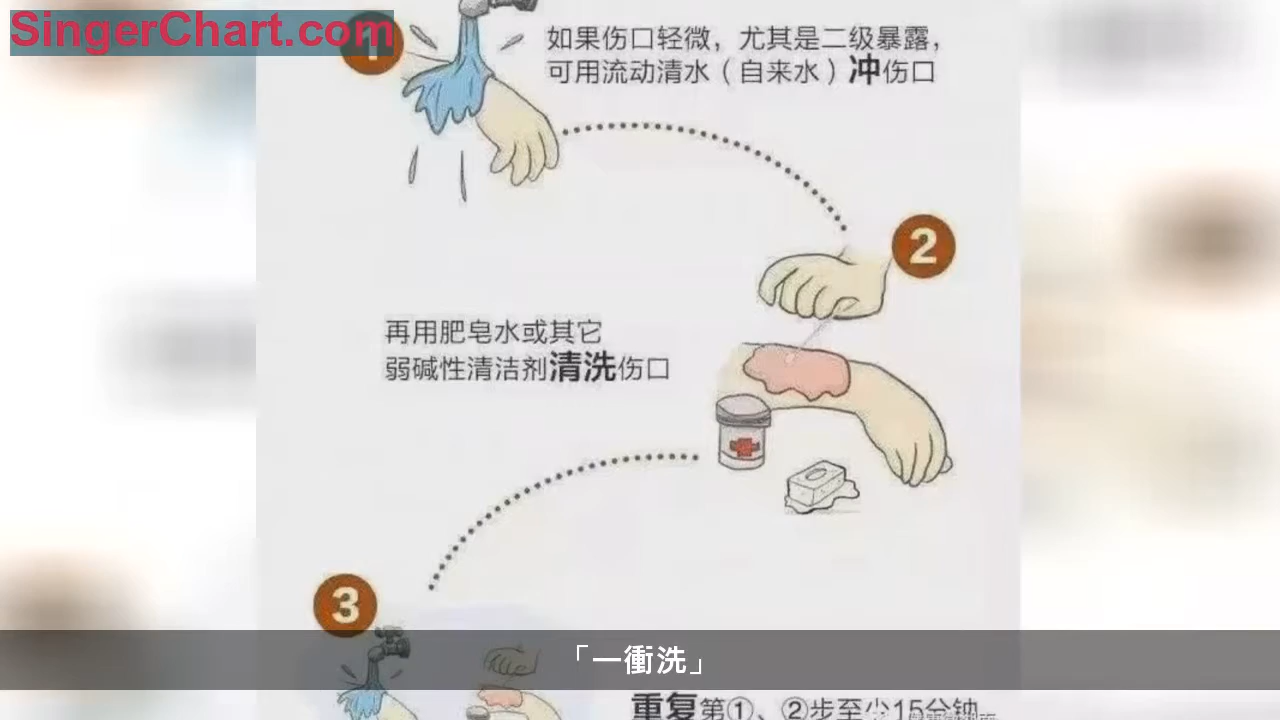 SingerChart.com
1
如果伤口轻微，尤其是二级暴露，
可用流动清水（自来水）冲伤口
2
再用肥皂水或其它
弱碱性清洁剂清洗伤口
3
「一衝洗」
重复第①、②步至少15分钟